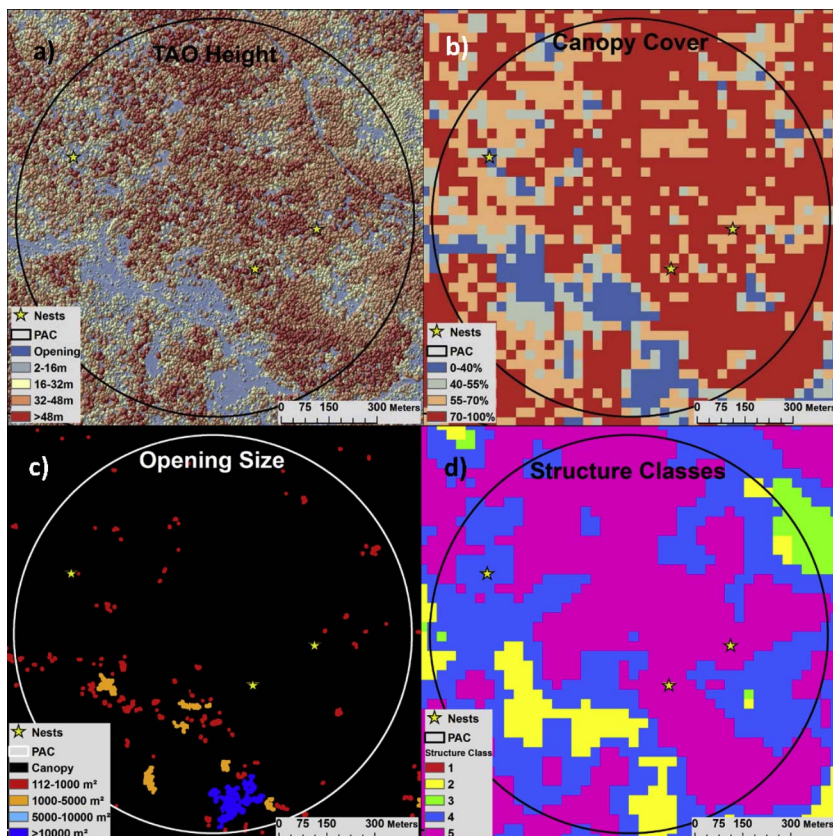 a)
TAO Height
Nests
PAC
Opening
2-16m
16-32m
32-48m
>48m
0 75 150 300 Meters
b)
Canopy Cover
Nests
PAC
0-40%
40-55%
55-70%
70-100%
0 75 150 300 Meters
c)
Opening Size
Nests
PAC
Canopy
112-1000 m²
1000-5000 m²
5000-10000 m²
>10000 m²
0 75 150 300 Meters
d)
Structure Classes
Nests
PAC
Structure Class
1
2
3
4
5
0 75 150 300 Meters